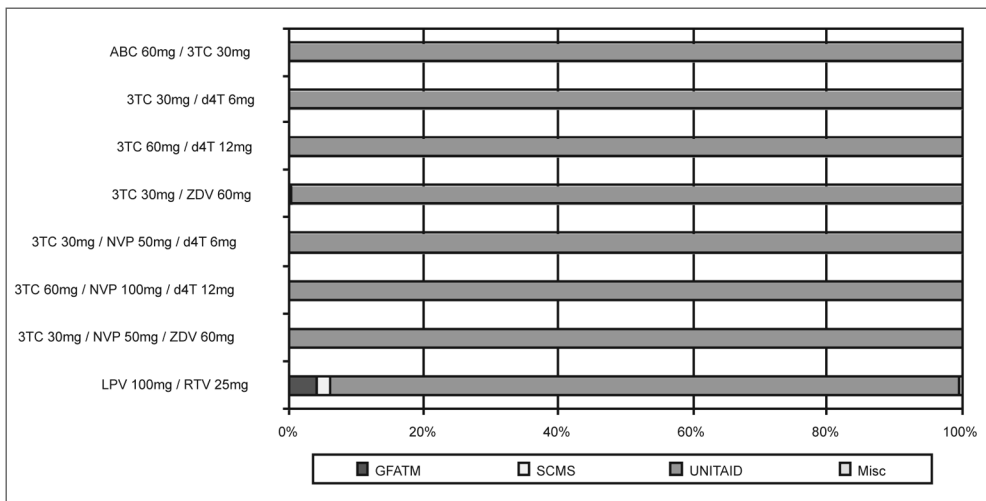 ABC 60mg / 3TC 30mg
3TC 30mg / d4T 6mg
3TC 60mg / d4T 12mg
3TC 30mg / ZDV 60mg
3TC 30mg / NVP 50mg / d4T 6mg
3TC 60mg / NVP 100mg / d4T 12mg
3TC 30mg / NVP 50mg / ZDV 60mg
LPV 100mg / RTV 25mg
0% 20% 40% 60% 80% 100%
GFATM SCMS UNITAID Misc